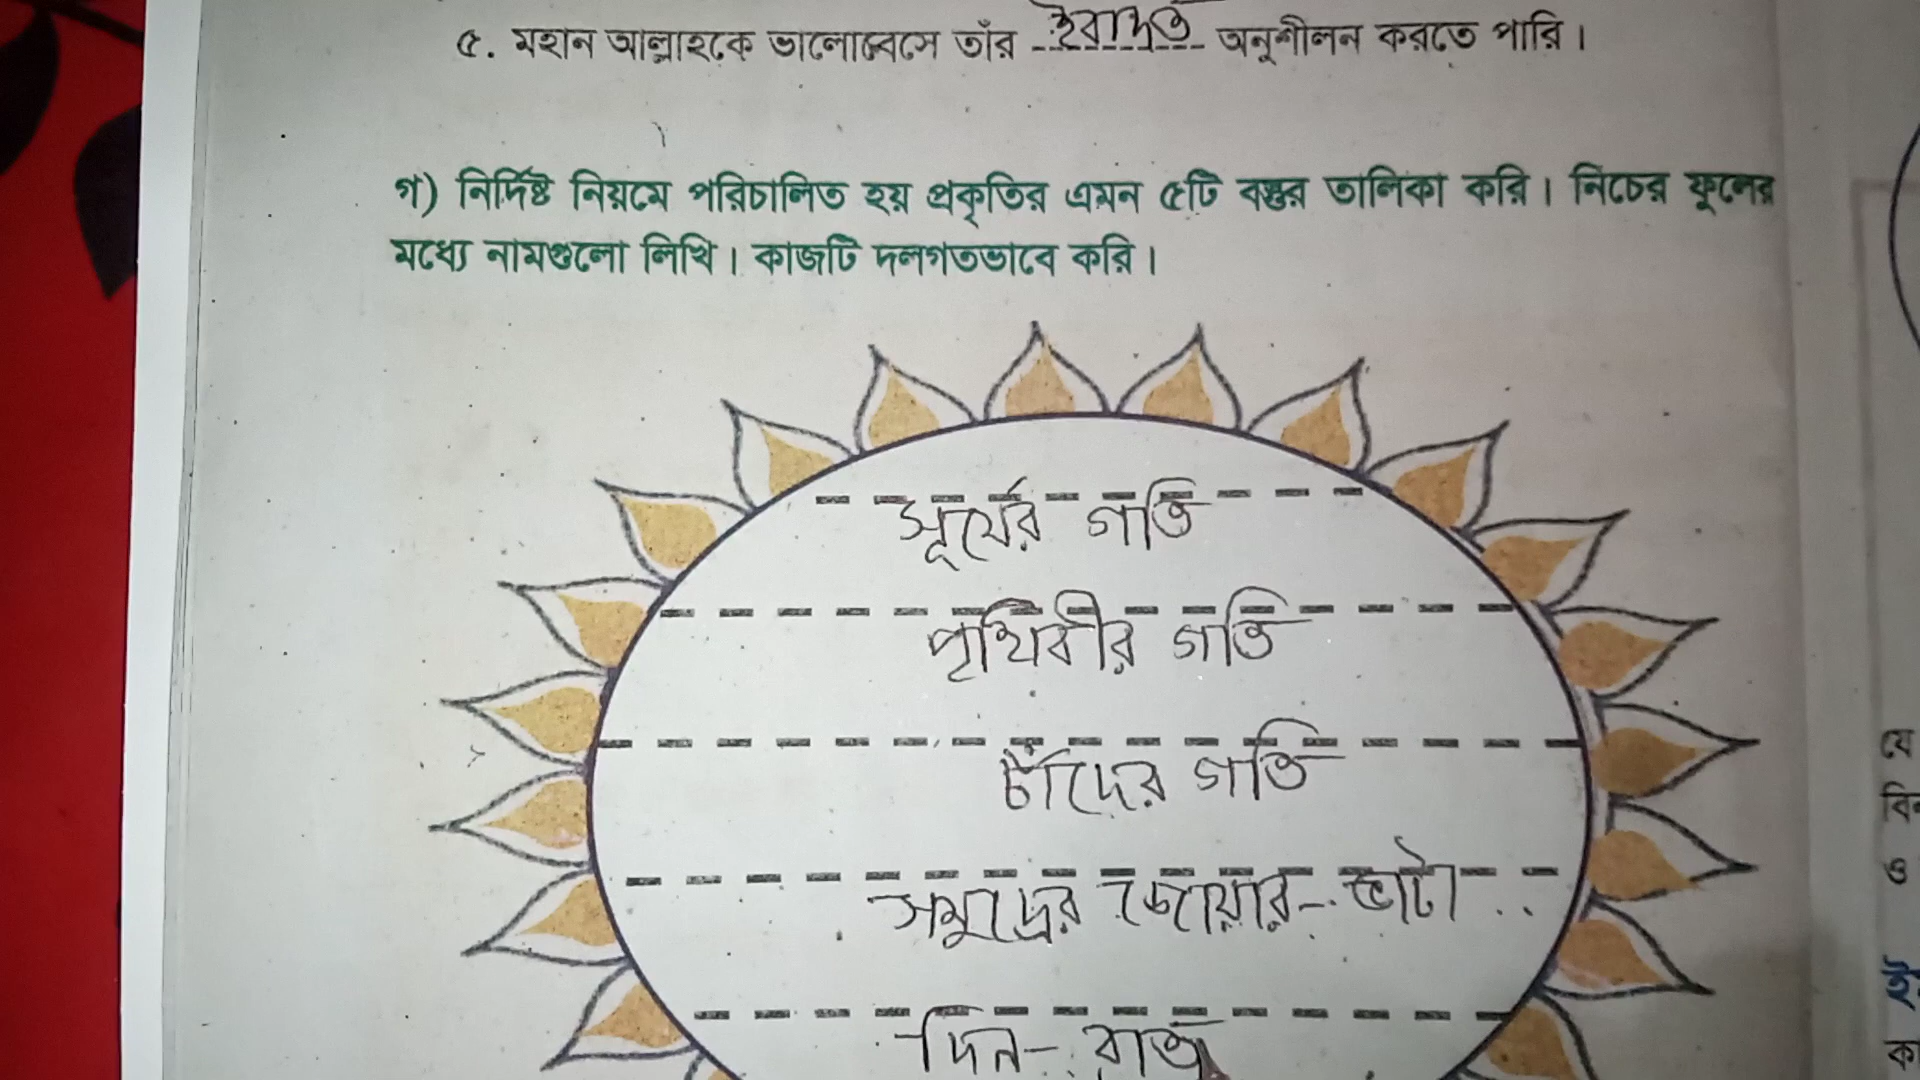 ৫. মহান আল্লাহকে ভালোবেসে তাঁর ইবাদত অনুশীলন করতে পারি।
গ) নির্দিষ্ট নিয়মে পরিচালিত হয় প্রকৃতির এমন ৫টি বস্তুর তালিকা করি। নিচের ফুলের
মধ্যে নামগুলো লিখি। কাজটি দলগতভাবে করি।
সূর্যের গতি
পৃথিবীর গতি
চাঁদের গতি
সমুদ্রের জোয়ার-ভাটা
দিন-রাত
যে
ও